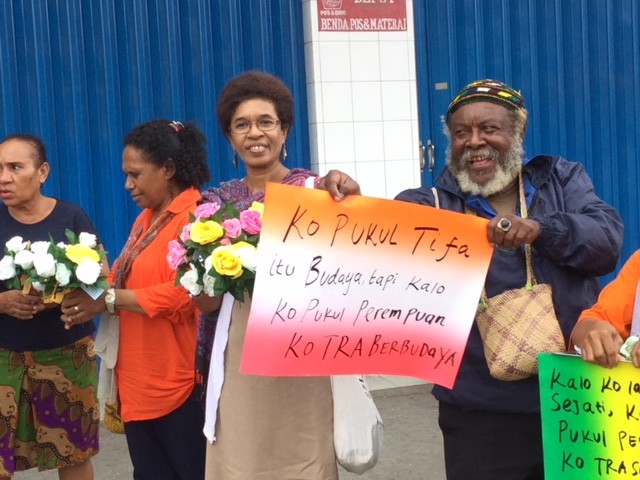 POS & GIRO
BENDA POS & MATERAI
KO PUKUL Tifa
itu Budaya, tapi Kalo
KO PUKUL Perempuan
KO TRA BERBUDAYA
Kalo Ko la
Sejati, K
PUKUL PE
KO TRAS